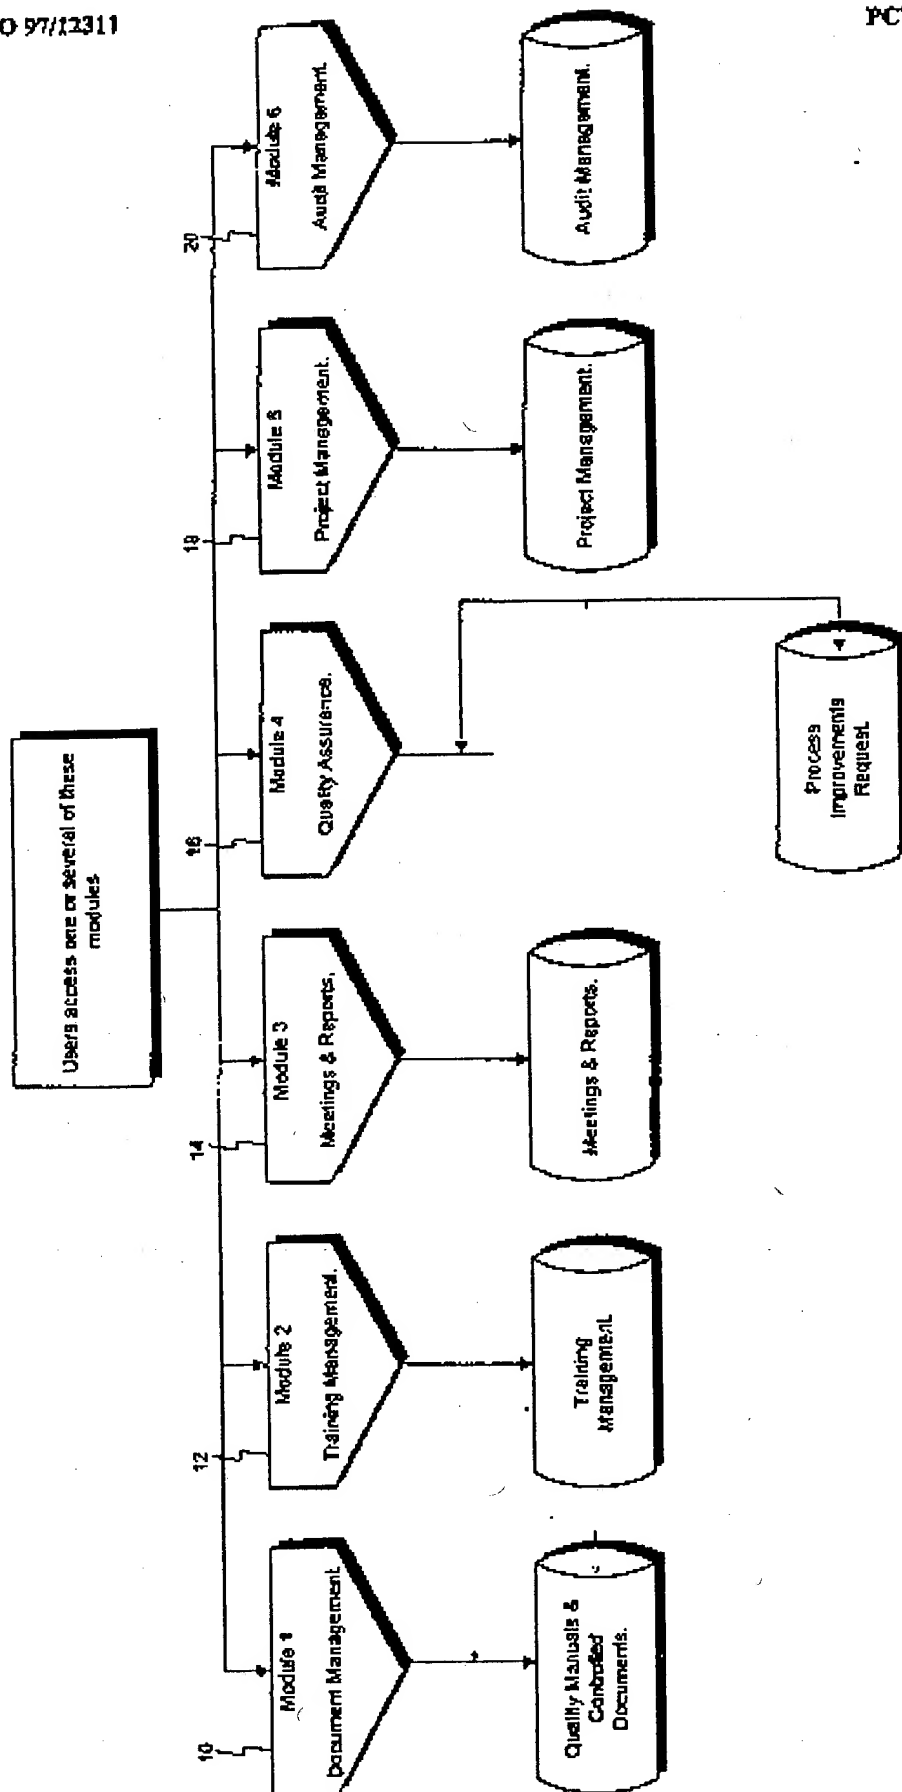 O 97/12311
PC
Users access one or several of these
modules
10
Module 1
Document Management.
12
Module 2
Training Management.
14
Module 3
Meetings & Reports.
16
Module 4
Quality Assurance.
18
Module 5
Project Management.
20
Module 6
Audit Management.
Quality Manuals &
Controlled
Documents.
Training
Management.
Meetings & Reports.
Process
Improvements
Request.
Project Management.
Audit Management.